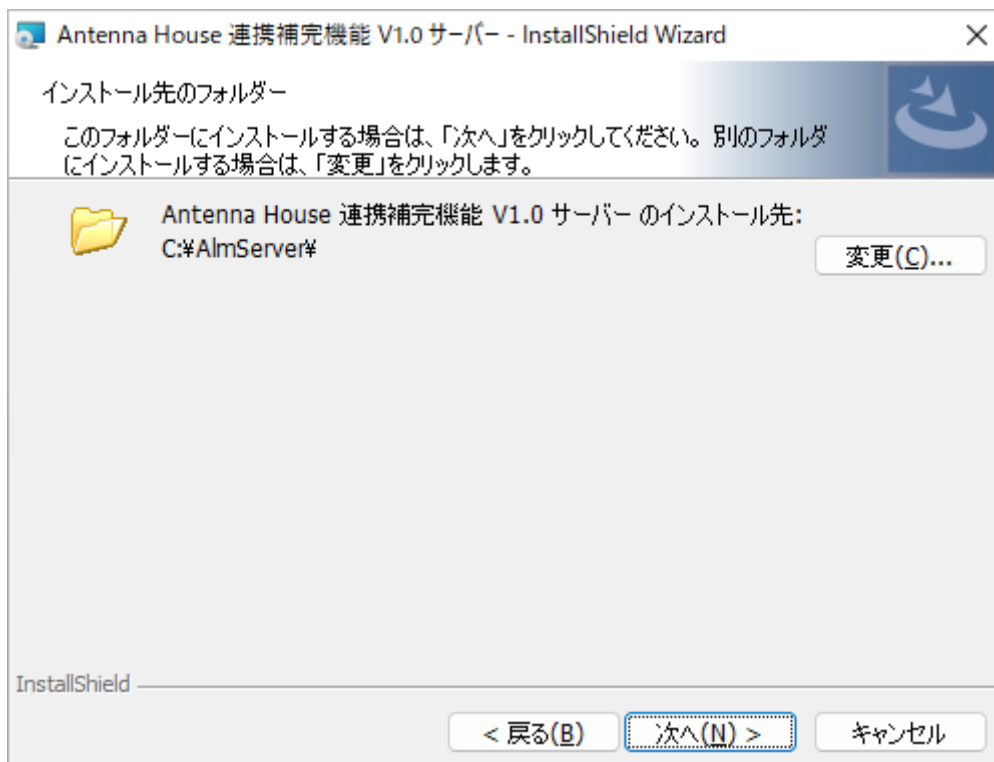 Antenna House 連携補完機能 V1.0 サーバー - InstallShield Wizard
インストール先のフォルダー
このフォルダーにインストールする場合は、「次へ」をクリックしてください。別のフォルダ
にインストールする場合は、「変更」をクリックします。
Antenna House 連携補完機能 V1.0 サーバー のインストール先:
C:¥AlmServer¥
変更(C)...
InstallShield
< 戻る(B)
次へ(N) >
キャンセル